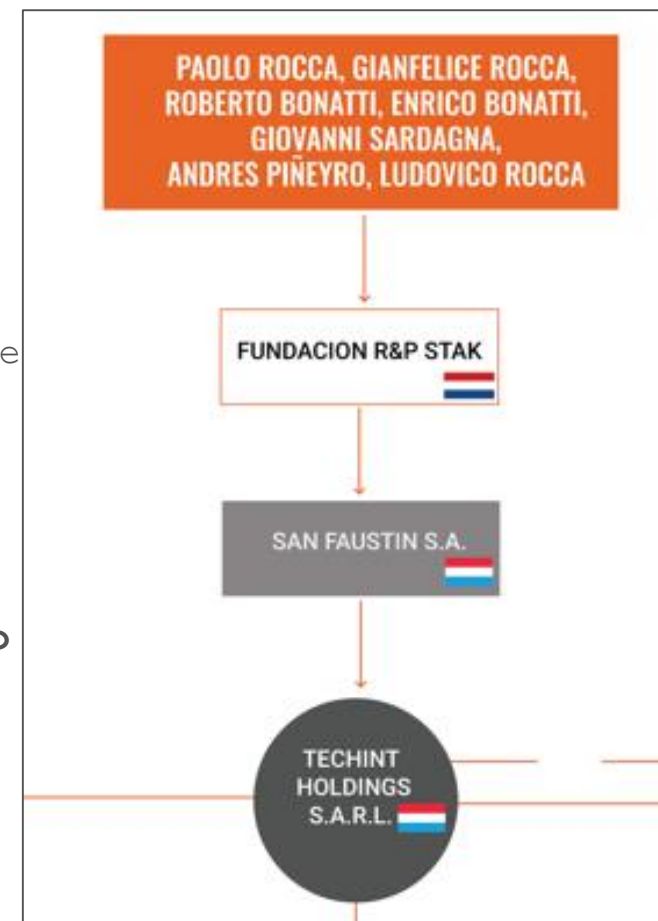 PAOLO ROCCA, GIANFELICE ROCCA,
ROBERTO BONATTI, ENRICO BONATTI,
GIOVANNI SARDAGNA,
ANDRES PIÑEYRO, LUDOVICO ROCCA
e
FUNDACION R&P STAK
SAN FAUSTIN S.A.
o
TECHINT
HOLDINGS
S.A.R.L.